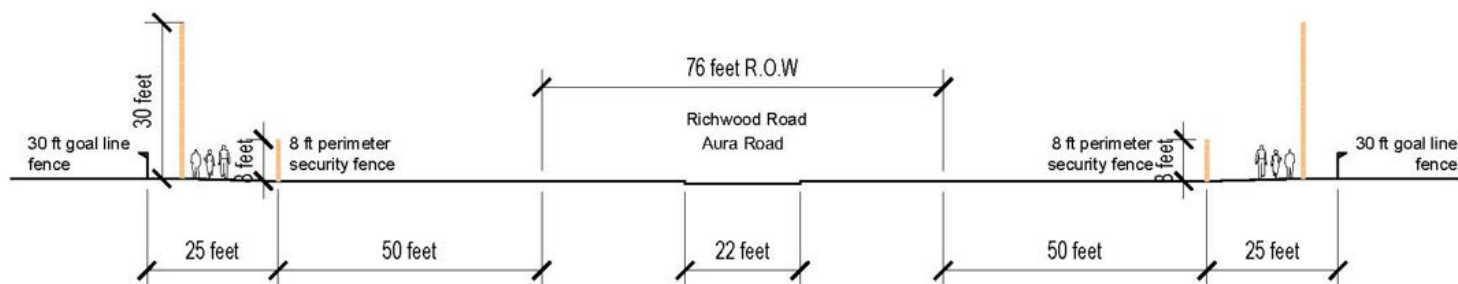 76 feet R.O.W
30 feet
Richwood Road
Aura Road
30 ft goal line
fence
8 feet
8 ft perimeter
security fence
8 ft perimeter
security fence
8 feet
30 ft goal line
fence
25 feet
50 feet
22 feet
50 feet
25 feet